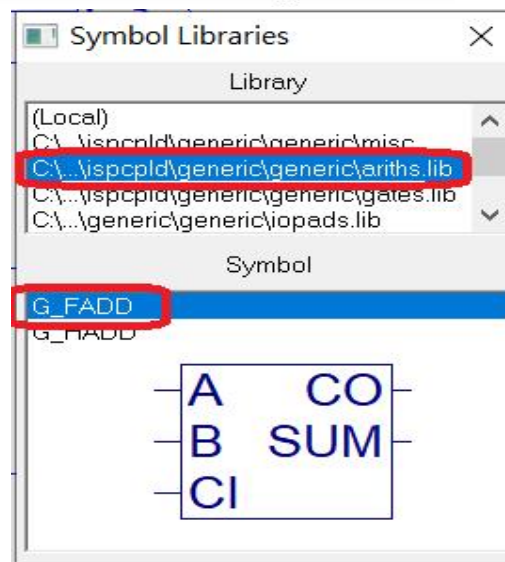 Symbol Libraries
Library
(Local)
C:\...\ispcpld\generic\generic\misc
C:\...\ispcpld\generic\generic\ariths.lib
C:\...\ispcpld\generic\generic\gates.lib
C:\...\generic\generic\iopads.lib
Symbol
G_FADD
G_HADD
A CO
B SUM
CI